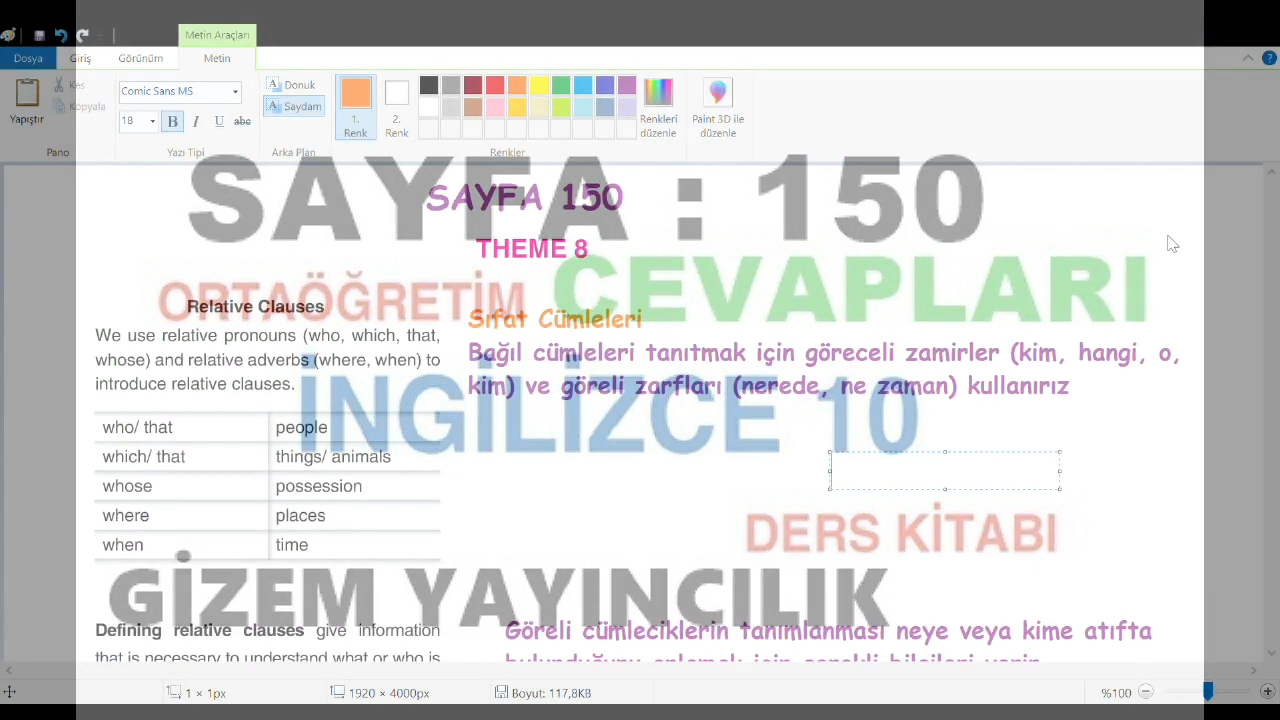 Metin Araçları
Dosya Giriş Görünüm Metin
Yapıştır
Kes
Kopyala
Comic Sans MS
18 B I U abc
Donuk
Saydam
1. Renk
2. Renk
Renkleri düzenle
Paint 3D ile düzenle
Pano Yazı Tipi Arka Plan Renkler
SAYFA : 150
SAYFA 150
THEME 8
ORTAÖĞRETİM CEVAPLARI
Relative Clauses
We use relative pronouns (who, which, that,
whose) and relative adverbs (where, when) to
introduce relative clauses.
Sıfat Cümleleri
Bağıl cümleleri tanıtmak için göreceli zamirler (kim, hangi, o,
kim) ve göreli zarfları (nerede, ne zaman) kullanırız
İNGİLİZCE 10
who/ that people
which/ that things/ animals
whose possession
where places
when time
DERS KİTABI
GİZEM YAYINCILIK
Defining relative clauses give information
that is necessary to understand what or who is
Göreli cümleciklerin tanımlanması neye veya kime atıfta
bulunduğunu anlamak için gerekli bilgileri verir
1 × 1px 1920 × 4000px Boyut: 117,8KB %100